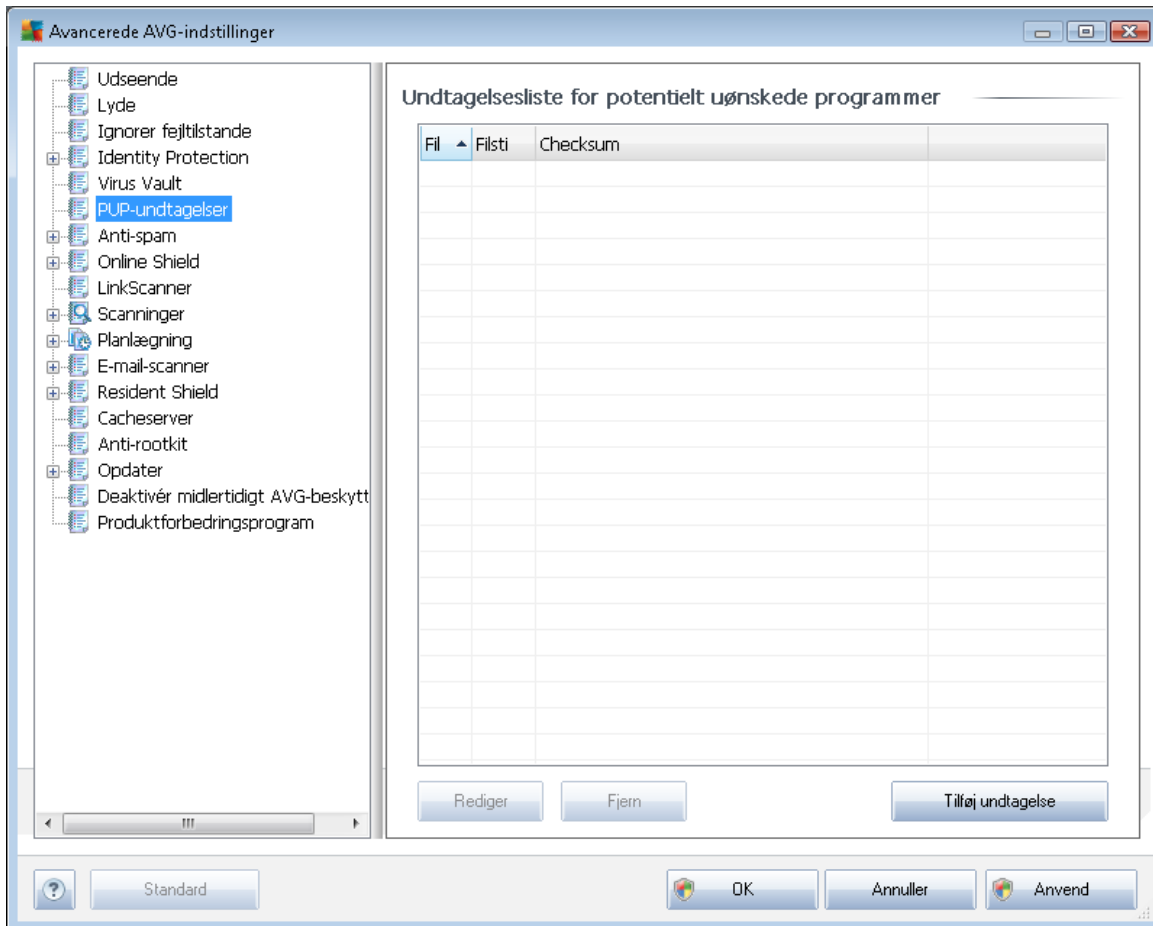 Avancerede AVG-indstillinger
Udseende
Lyde
Ignorer fejltilstande
Identity Protection
Virus Vault
PUP-undtagelser
Anti-spam
Online Shield
LinkScanner
Scanninger
Planlægning
E-mail-scanner
Resident Shield
Cacheserver
Anti-rootkit
Opdater
Deaktivér midlertidigt AVG-beskytt
Produktforbedringsprogram
Undtagelsesliste for potentielt uønskede programmer
Fil Filsti Checksum
Rediger Fjern Tilføj undtagelse
Standard OK Annuller Anvend